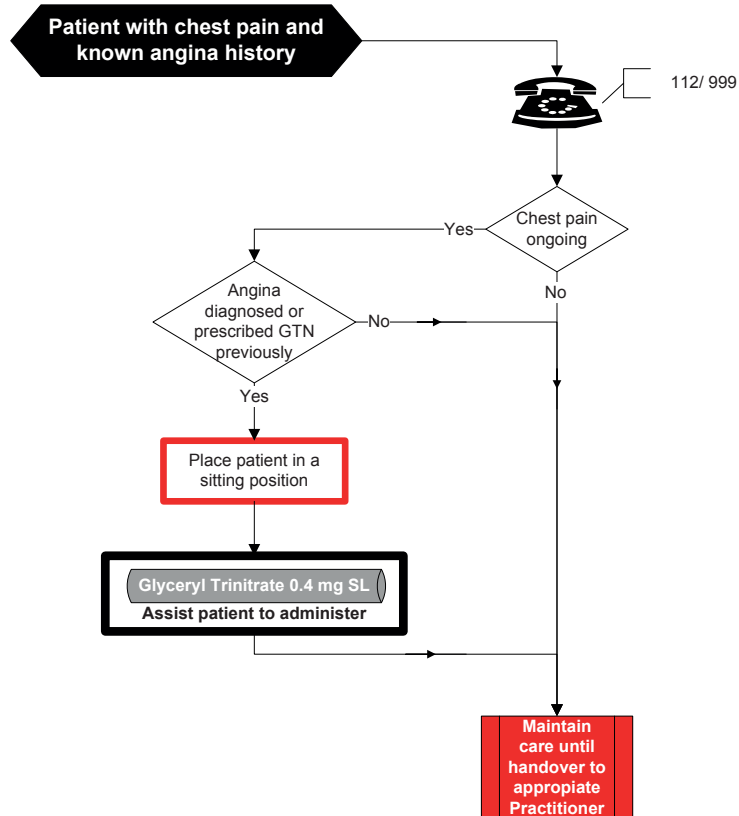 Patient with chest pain and
known angina history
112/ 999
Chest pain
ongoing
Yes
No
Angina
diagnosed or
prescribed GTN
previously
No
Yes
Place patient in a
sitting position
Glyceryl Trinitrate 0.4 mg SL
Assist patient to administer
Maintain
care until
handover to
appropiate
Practitioner